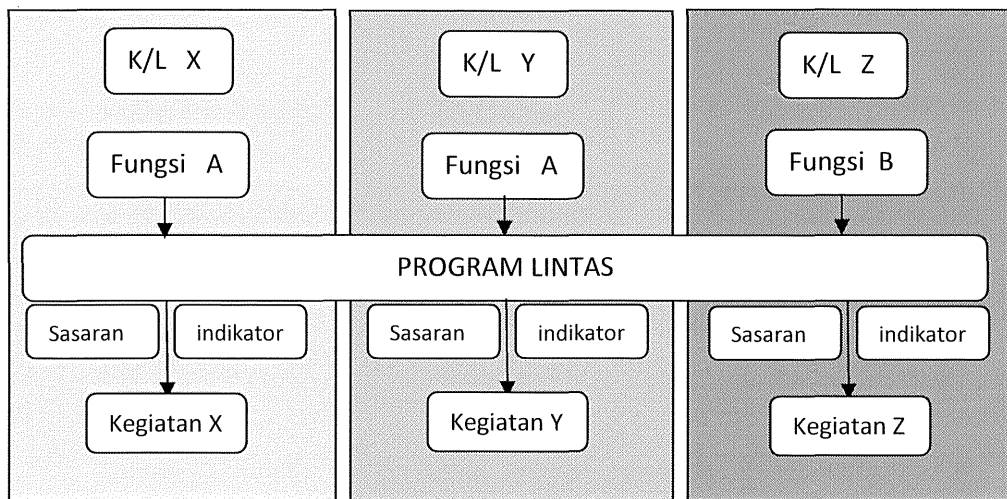 K/L X
K/L Y
K/L Z
Fungsi A
Fungsi A
Fungsi B
PROGRAM LINTAS
Sasaran
indikator
Sasaran
indikator
Sasaran
indikator
Kegiatan X
Kegiatan Y
Kegiatan Z